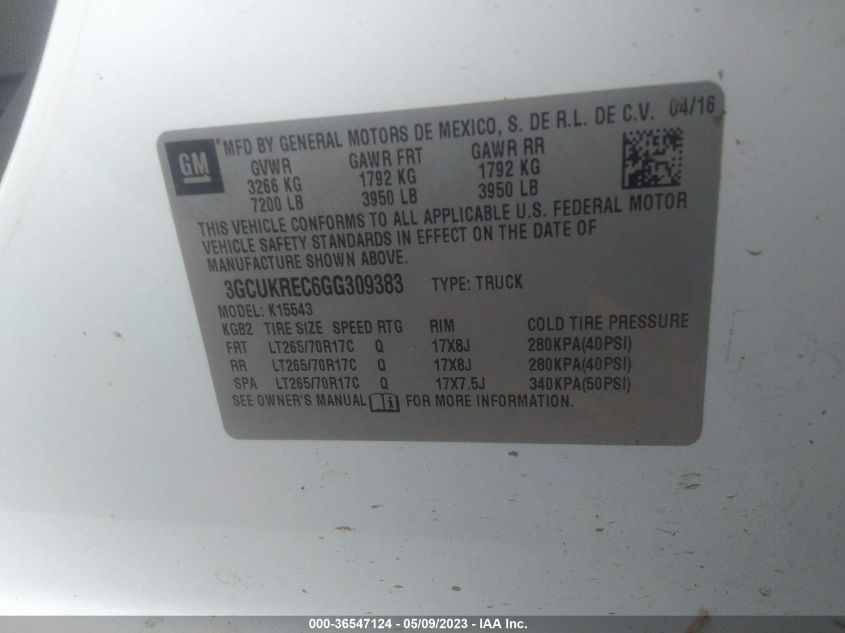 GM ® MFD BY GENERAL MOTORS DE MEXICO, S. DE R.L. DE C.V. 04/16
GVWR GAWR FRT GAWR RR
3266 KG 1792 KG 1792 KG
7200 LB 3950 LB 3950 LB
THIS VEHICLE CONFORMS TO ALL APPLICABLE U.S. FEDERAL MOTOR
VEHICLE SAFETY STANDARDS IN EFFECT ON THE DATE OF
MANUFACTURE SHOWN ABOVE.
3GCUKREC6GG309383 TYPE: TRUCK
MODEL: K15543
KGB2 TIRE SIZE SPEED RTG RIM COLD TIRE PRESSURE
FRT LT265/70R17C Q 17X8J 280KPA(40PSI)
RR LT265/70R17C Q 17X8J 280KPA(40PSI)
SPA LT265/70R17C Q 17X7.5J 340KPA(50PSI)
SEE OWNER'S MANUAL FOR MORE INFORMATION.
000-36547124 - 05/09/2023 - IAA Inc.